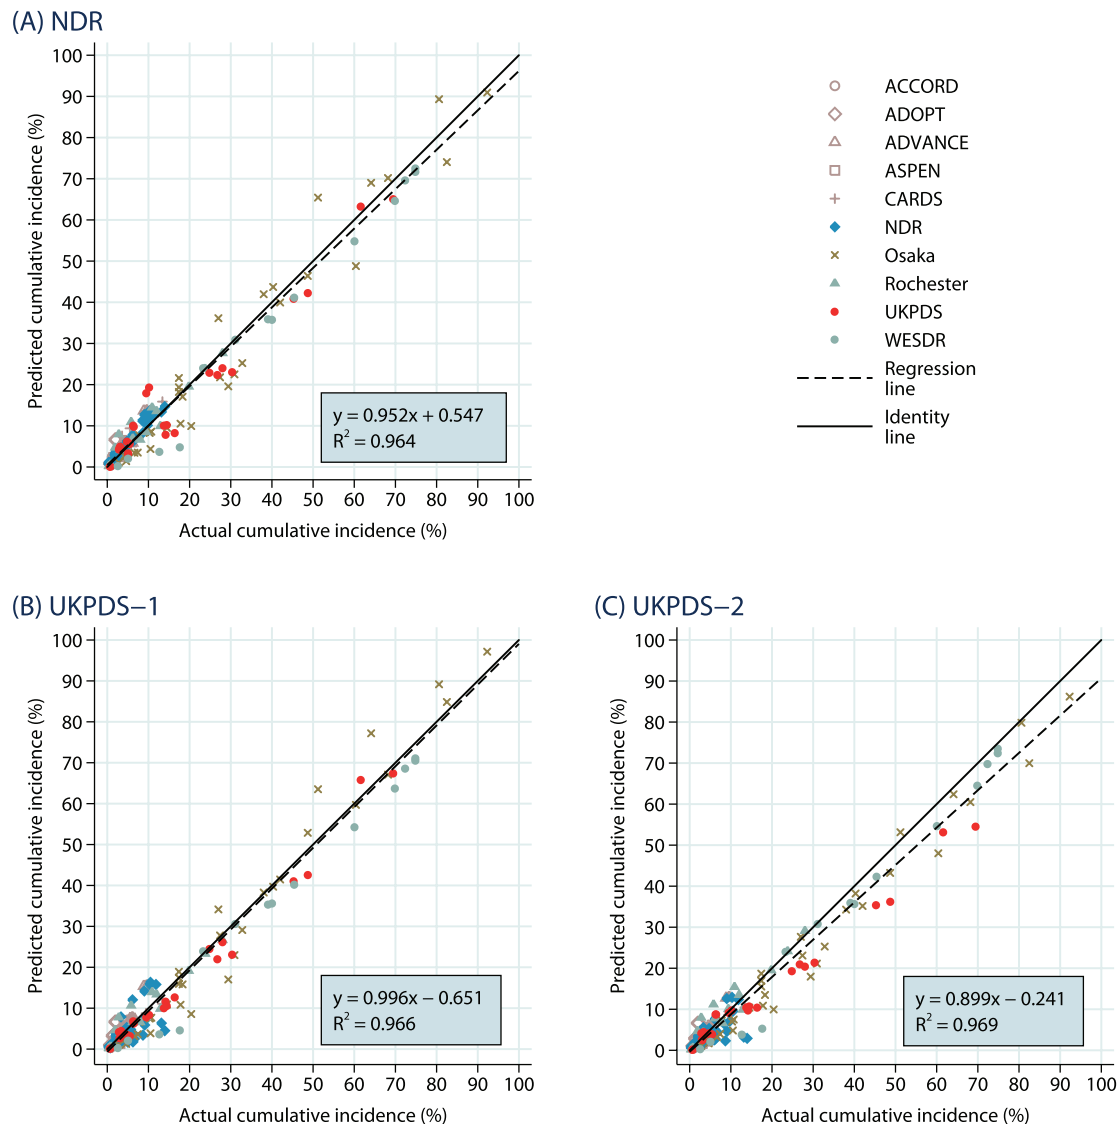 (A) NDR
Predicted cumulative incidence (%)
100
90
80
70
60
50
40
30
20
10
0
y = 0.952x + 0.547
R² = 0.964
0 10 20 30 40 50 60 70 80 90 100
Actual cumulative incidence (%)
ACCORD
ADOPT
ADVANCE
ASPEN
CARDS
NDR
Osaka
Rochester
UKPDS
WESDR
Regression
line
Identity
line
(B) UKPDS−1
Predicted cumulative incidence (%)
100
90
80
70
60
50
40
30
20
10
0
y = 0.996x − 0.651
R² = 0.966
0 10 20 30 40 50 60 70 80 90 100
Actual cumulative incidence (%)
(C) UKPDS−2
Predicted cumulative incidence (%)
100
90
80
70
60
50
40
30
20
10
0
y = 0.899x − 0.241
R² = 0.969
0 10 20 30 40 50 60 70 80 90 100
Actual cumulative incidence (%)